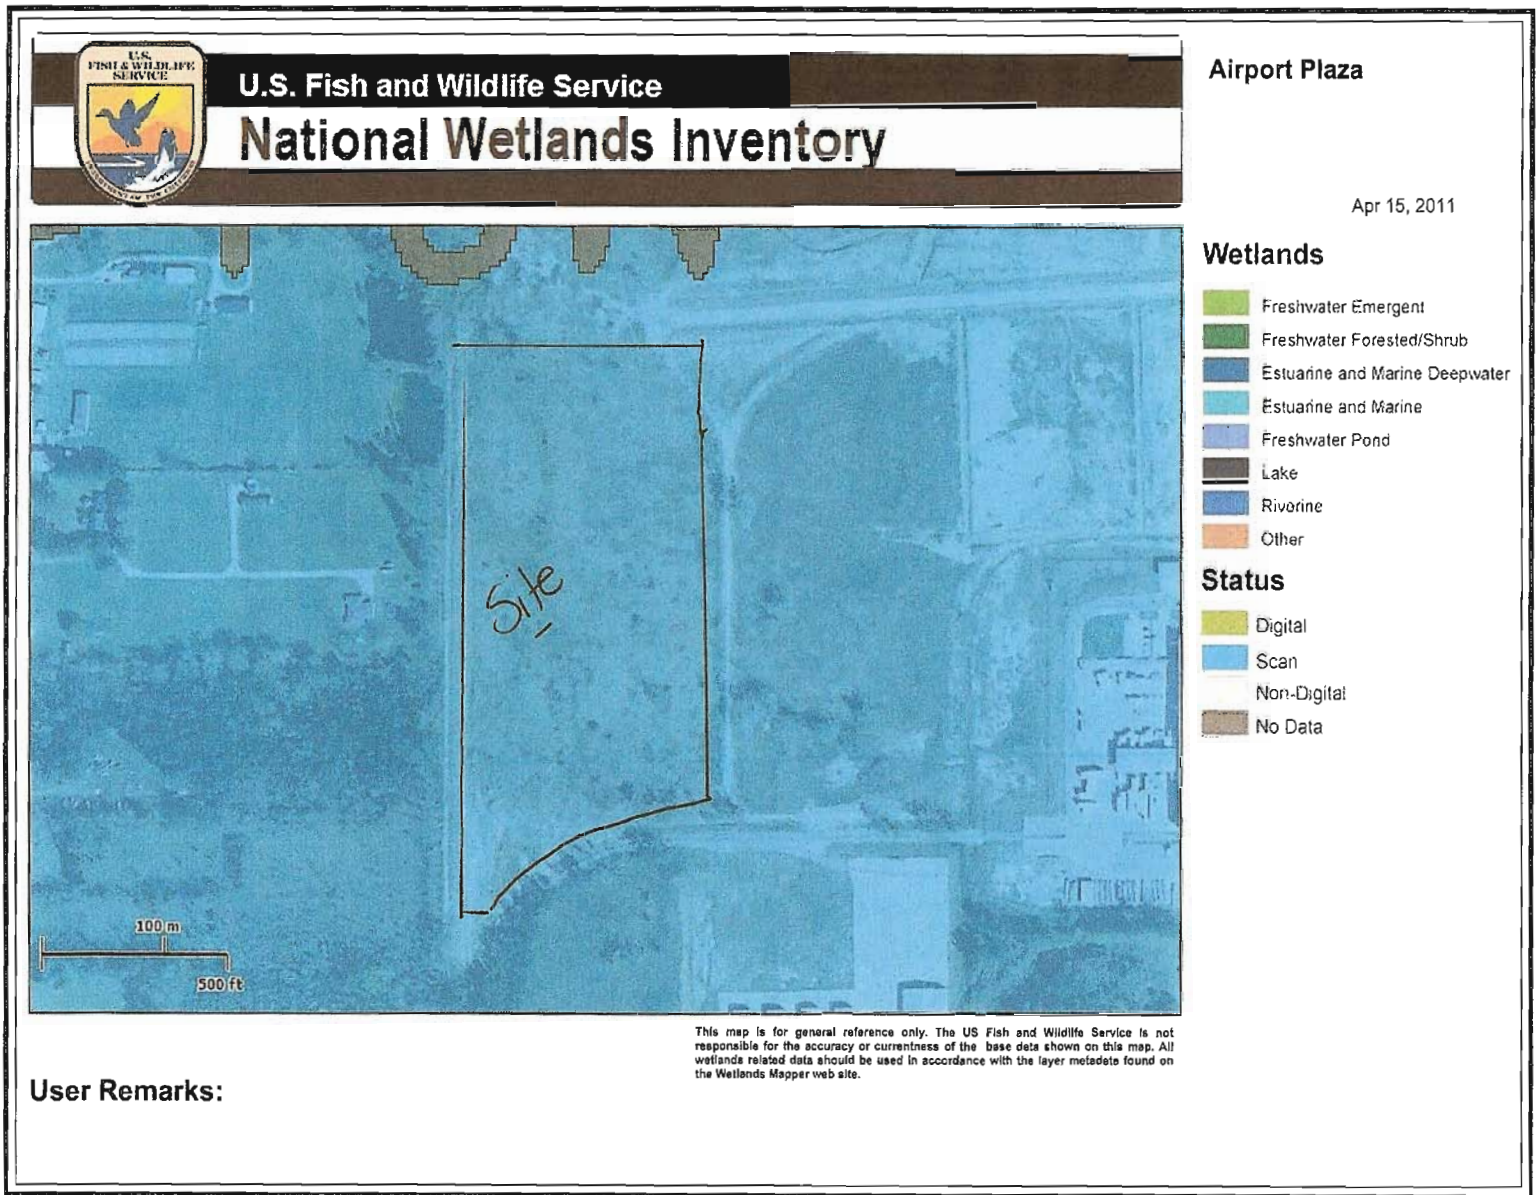 U.S.
FISH & WILDLIFE
SERVICE
U.S. Fish and Wildlife Service
National Wetlands Inventory
Airport Plaza
Apr 15, 2011
Wetlands
Freshwater Emergent
Freshwater Forested/Shrub
Estuarine and Marine Deepwater
Estuarine and Marine
Freshwater Pond
Lake
Riverine
Other
Status
Digital
Scan
Non-Digital
No Data
Site
100 m
500 ft
This map is for general reference only. The US Fish and Wildlife Service is not
responsible for the accuracy or currentness of the base data shown on this map. All
wetlands related data should be used in accordance with the layer metadata found on
the Wetlands Mapper web site.
User Remarks: